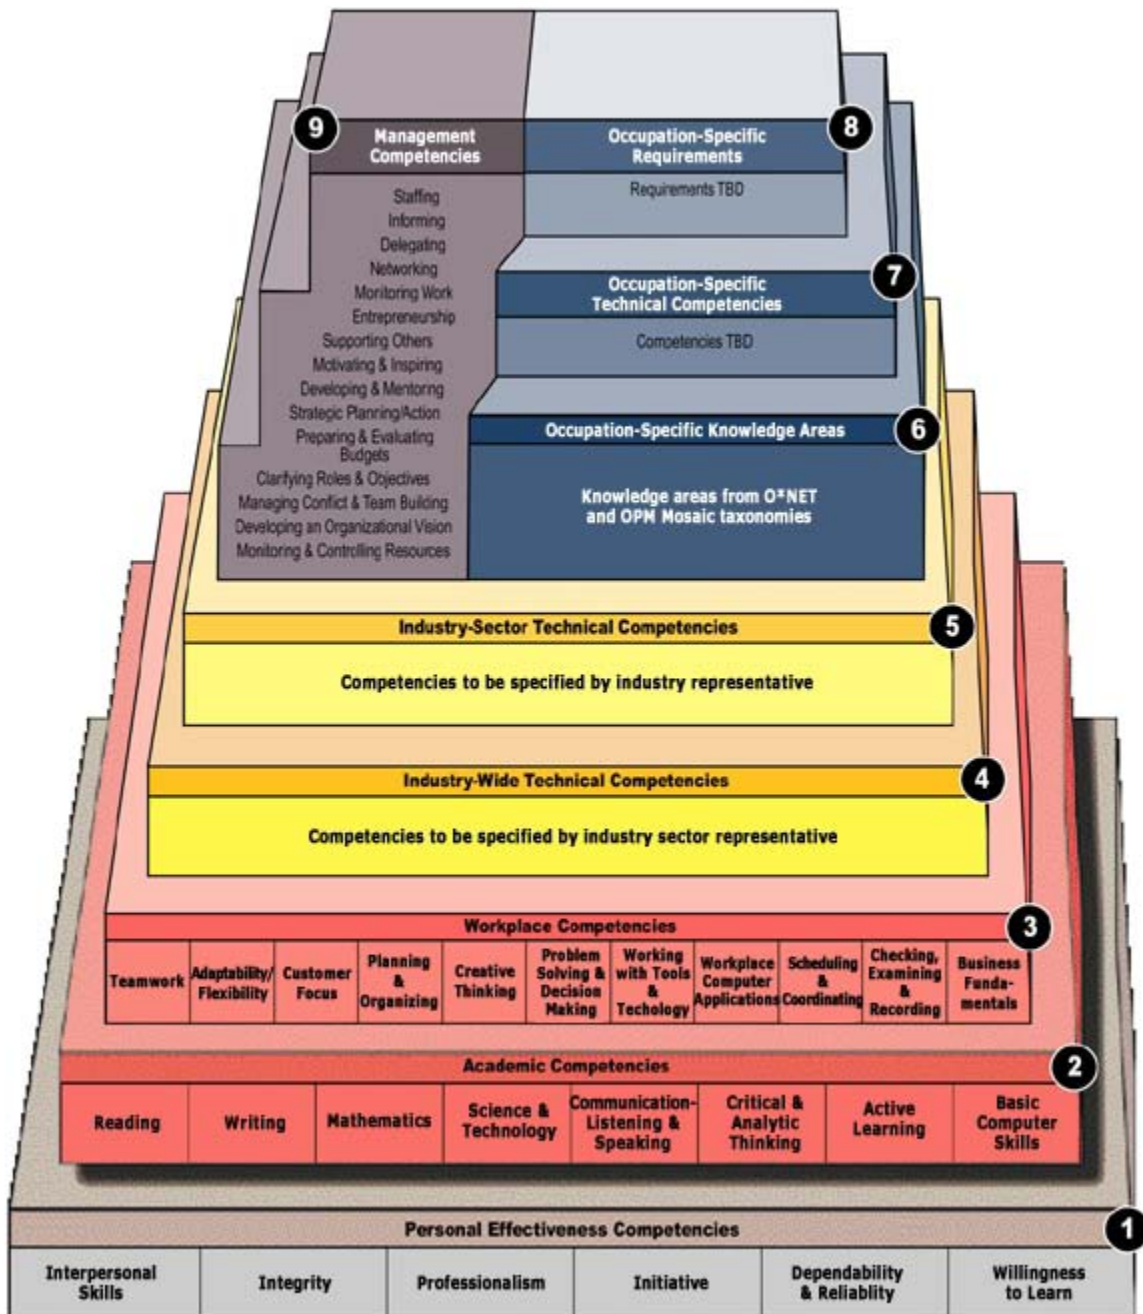 9
Management
Competencies
Staffing
Informing
Delegating
Networking
Monitoring Work
Entrepreneurship
Supporting Others
Motivating & Inspiring
Developing & Mentoring
Strategic Planning/Action
Preparing & Evaluating
Budgets
Clarifying Roles & Objectives
Managing Conflict & Team Building
Developing an Organizational Vision
Monitoring & Controlling Resources
Occupation-Specific
Requirements
8
Requirements TBD
Occupation-Specific
Technical Competencies
7
Competencies TBD
Occupation-Specific Knowledge Areas
6
Knowledge areas from O*NET
and OPM Mosaic taxonomies
Industry-Sector Technical Competencies
5
Competencies to be specified by industry representative
Industry-Wide Technical Competencies
4
Competencies to be specified by industry sector representative
Workplace Competencies
3
Teamwork
Adaptability/
Flexibility
Customer
Focus
Planning
&
Organizing
Creative
Thinking
Problem
Solving &
Decision
Making
Working
with Tools
&
Techology
Workplace
Computer
Applications
Scheduling
&
Coordinating
Checking,
Examining
&
Recording
Business
Funda-
mentals
Academic Competencies
2
Reading
Writing
Mathematics
Science &
Technology
Communication-
Listening &
Speaking
Critical &
Analytic
Thinking
Active
Learning
Basic
Computer
Skills
Personal Effectiveness Competencies
1
Interpersonal
Skills
Integrity
Professionalism
Initiative
Dependability
& Reliablity
Willingness
to Learn